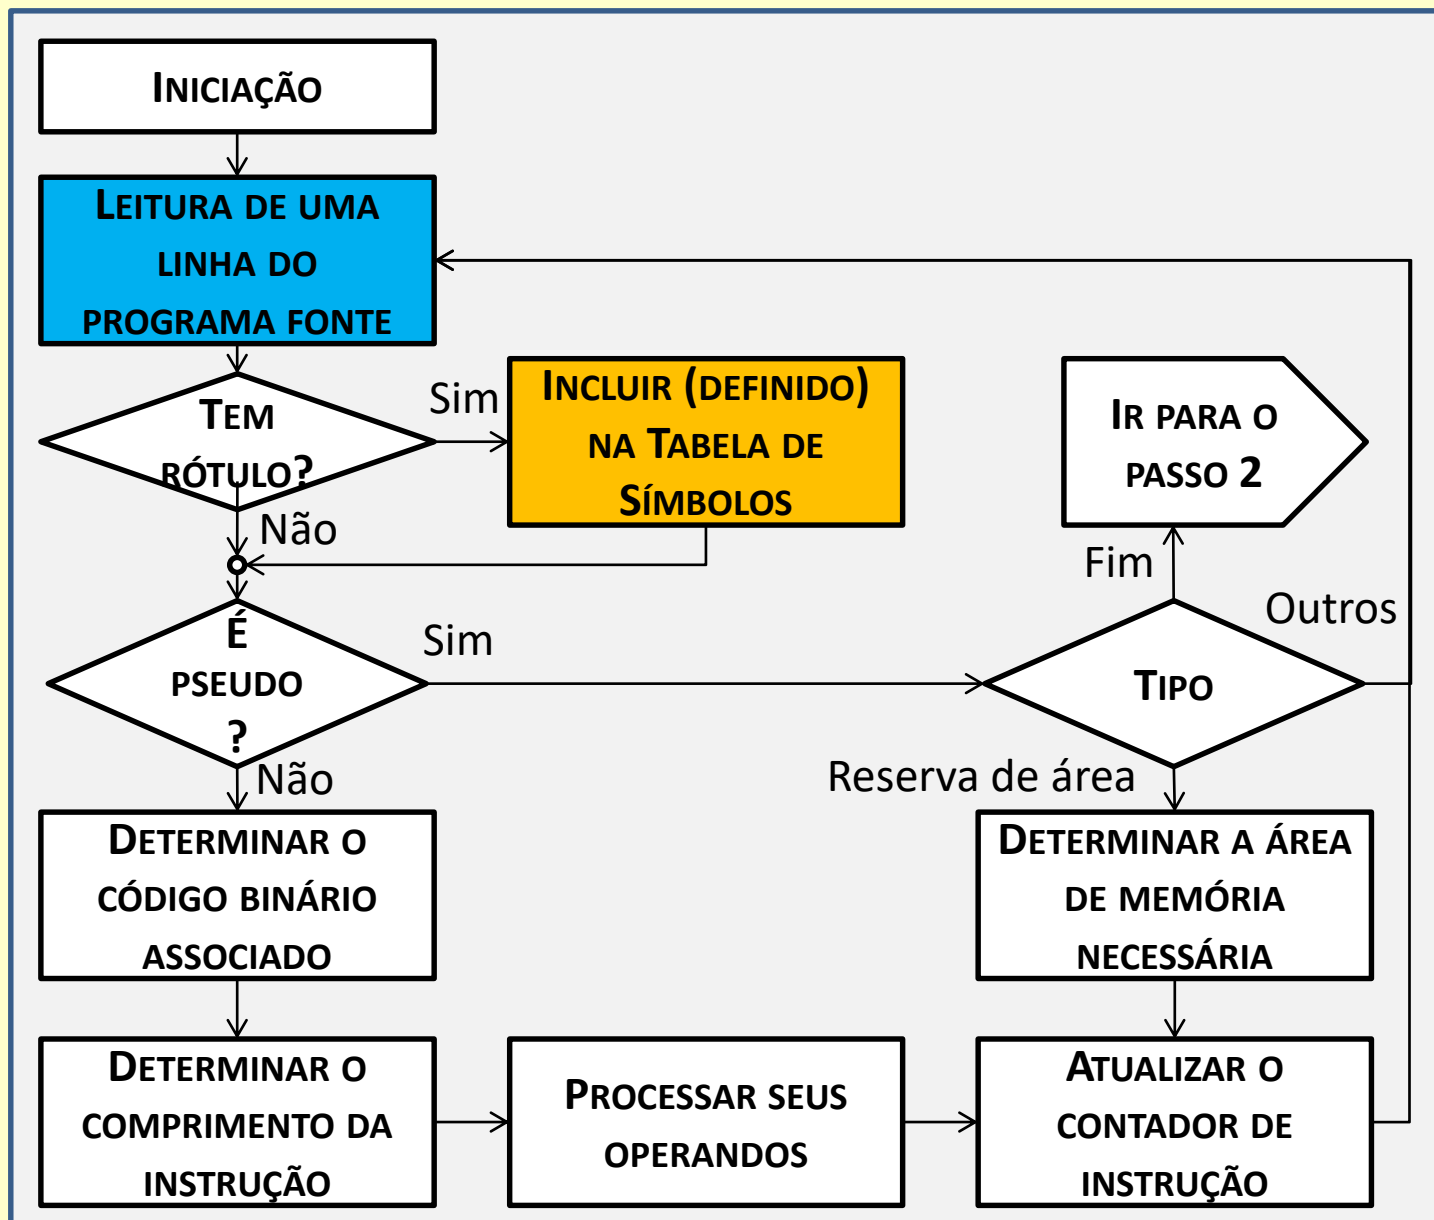 INICIAÇÃO
LEITURA DE UMA
LINHA DO
PROGRAMA FONTE
TEM
RÓTULO?
Sim
INCLUIR (DEFINIDO)
NA TABELA DE
SÍMBOLOS
IR PARA O
PASSO 2
Não
Fim
Outros
É
PSEUDO
?
Sim
TIPO
Não
Reserva de área
DETERMINAR O
CÓDIGO BINÁRIO
ASSOCIADO
DETERMINAR A ÁREA
DE MEMÓRIA
NECESSÁRIA
DETERMINAR O
COMPRIMENTO DA
INSTRUÇÃO
PROCESSAR SEUS
OPERANDOS
ATUALIZAR O
CONTADOR DE
INSTRUÇÃO